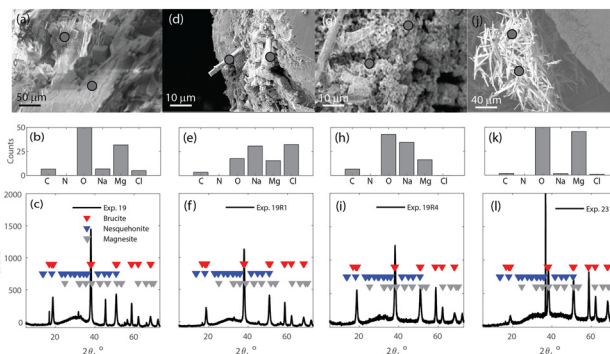 (a)
50 µm
(d)
10 µm
(g)
10 µm
(j)
40 µm
(b)
50
25
0
Counts
C N O Na Mg Cl
(e)
C f N O Na Mg Cl
(h)
C N O Na Mg Cl
(k)
C N O Na Mg Cl
(c)
Exp. 19
Brucite
Nesquehonite
Magnesite
2000
1500
1000
500
0
20 40 60
2θ, °
(f)
Exp. 19R1
20 40 60
2θ, °
(i)
Exp. 19R4
20 40 60
2θ, °
(l)
Exp. 23
20 40 60
2θ, °